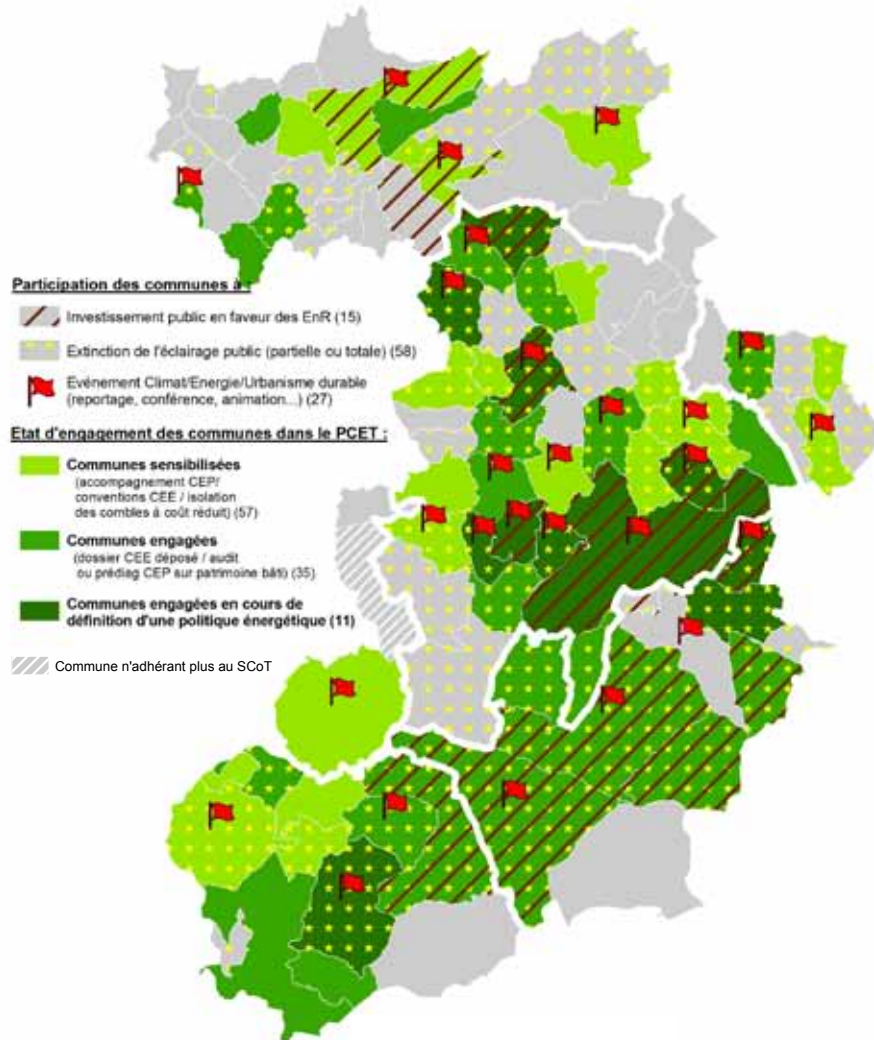 Participation des communes à :
Investissement public en faveur des EnR (15)
Extinction de l'éclairage public (partielle ou totale) (58)
Evénement Climat/Energie/Urbanisme durable
(reportage, conférence, animation...) (27)
Etat d'engagement des communes dans le PCET :
Communes sensibilisées
(accompagnement CEP/
conventions CEE / isolation
des combles à coût réduit) (57)
Communes engagées
(dossier CEE déposé / audit
ou prédiag CEP sur patrimoine bâti) (35)
Communes engagées en cours de
définition d'une politique énergétique (11)
Commune n'adhérant plus au SCoT